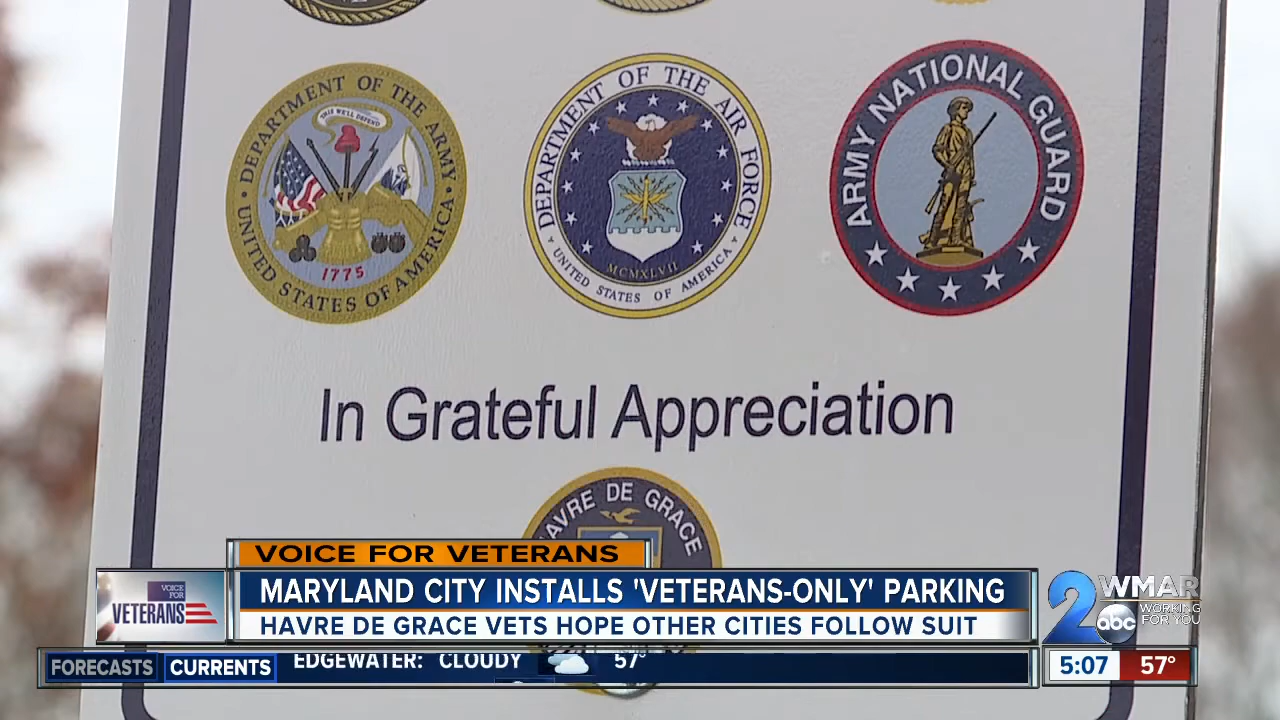 DEPARTMENT OF THE ARMY
THIS WE'LL DEFEND
1775
UNITED STATES OF AMERICA
DEPARTMENT OF THE AIR FORCE
MCMXLVII
UNITED STATES OF AMERICA
ARMY NATIONAL GUARD
In Grateful Appreciation
HAVRE DE GRACE
VOICE FOR VETERANS
VOICE
FOR
VETERANS
MARYLAND CITY INSTALLS 'VETERANS-ONLY' PARKING
HAVRE DE GRACE VETS HOPE OTHER CITIES FOLLOW SUIT
2 WMAR
abc WORKING
FOR YOU
FORECASTS CURRENTS EDGEWATER: CLOUDY 57°
5:07 57°